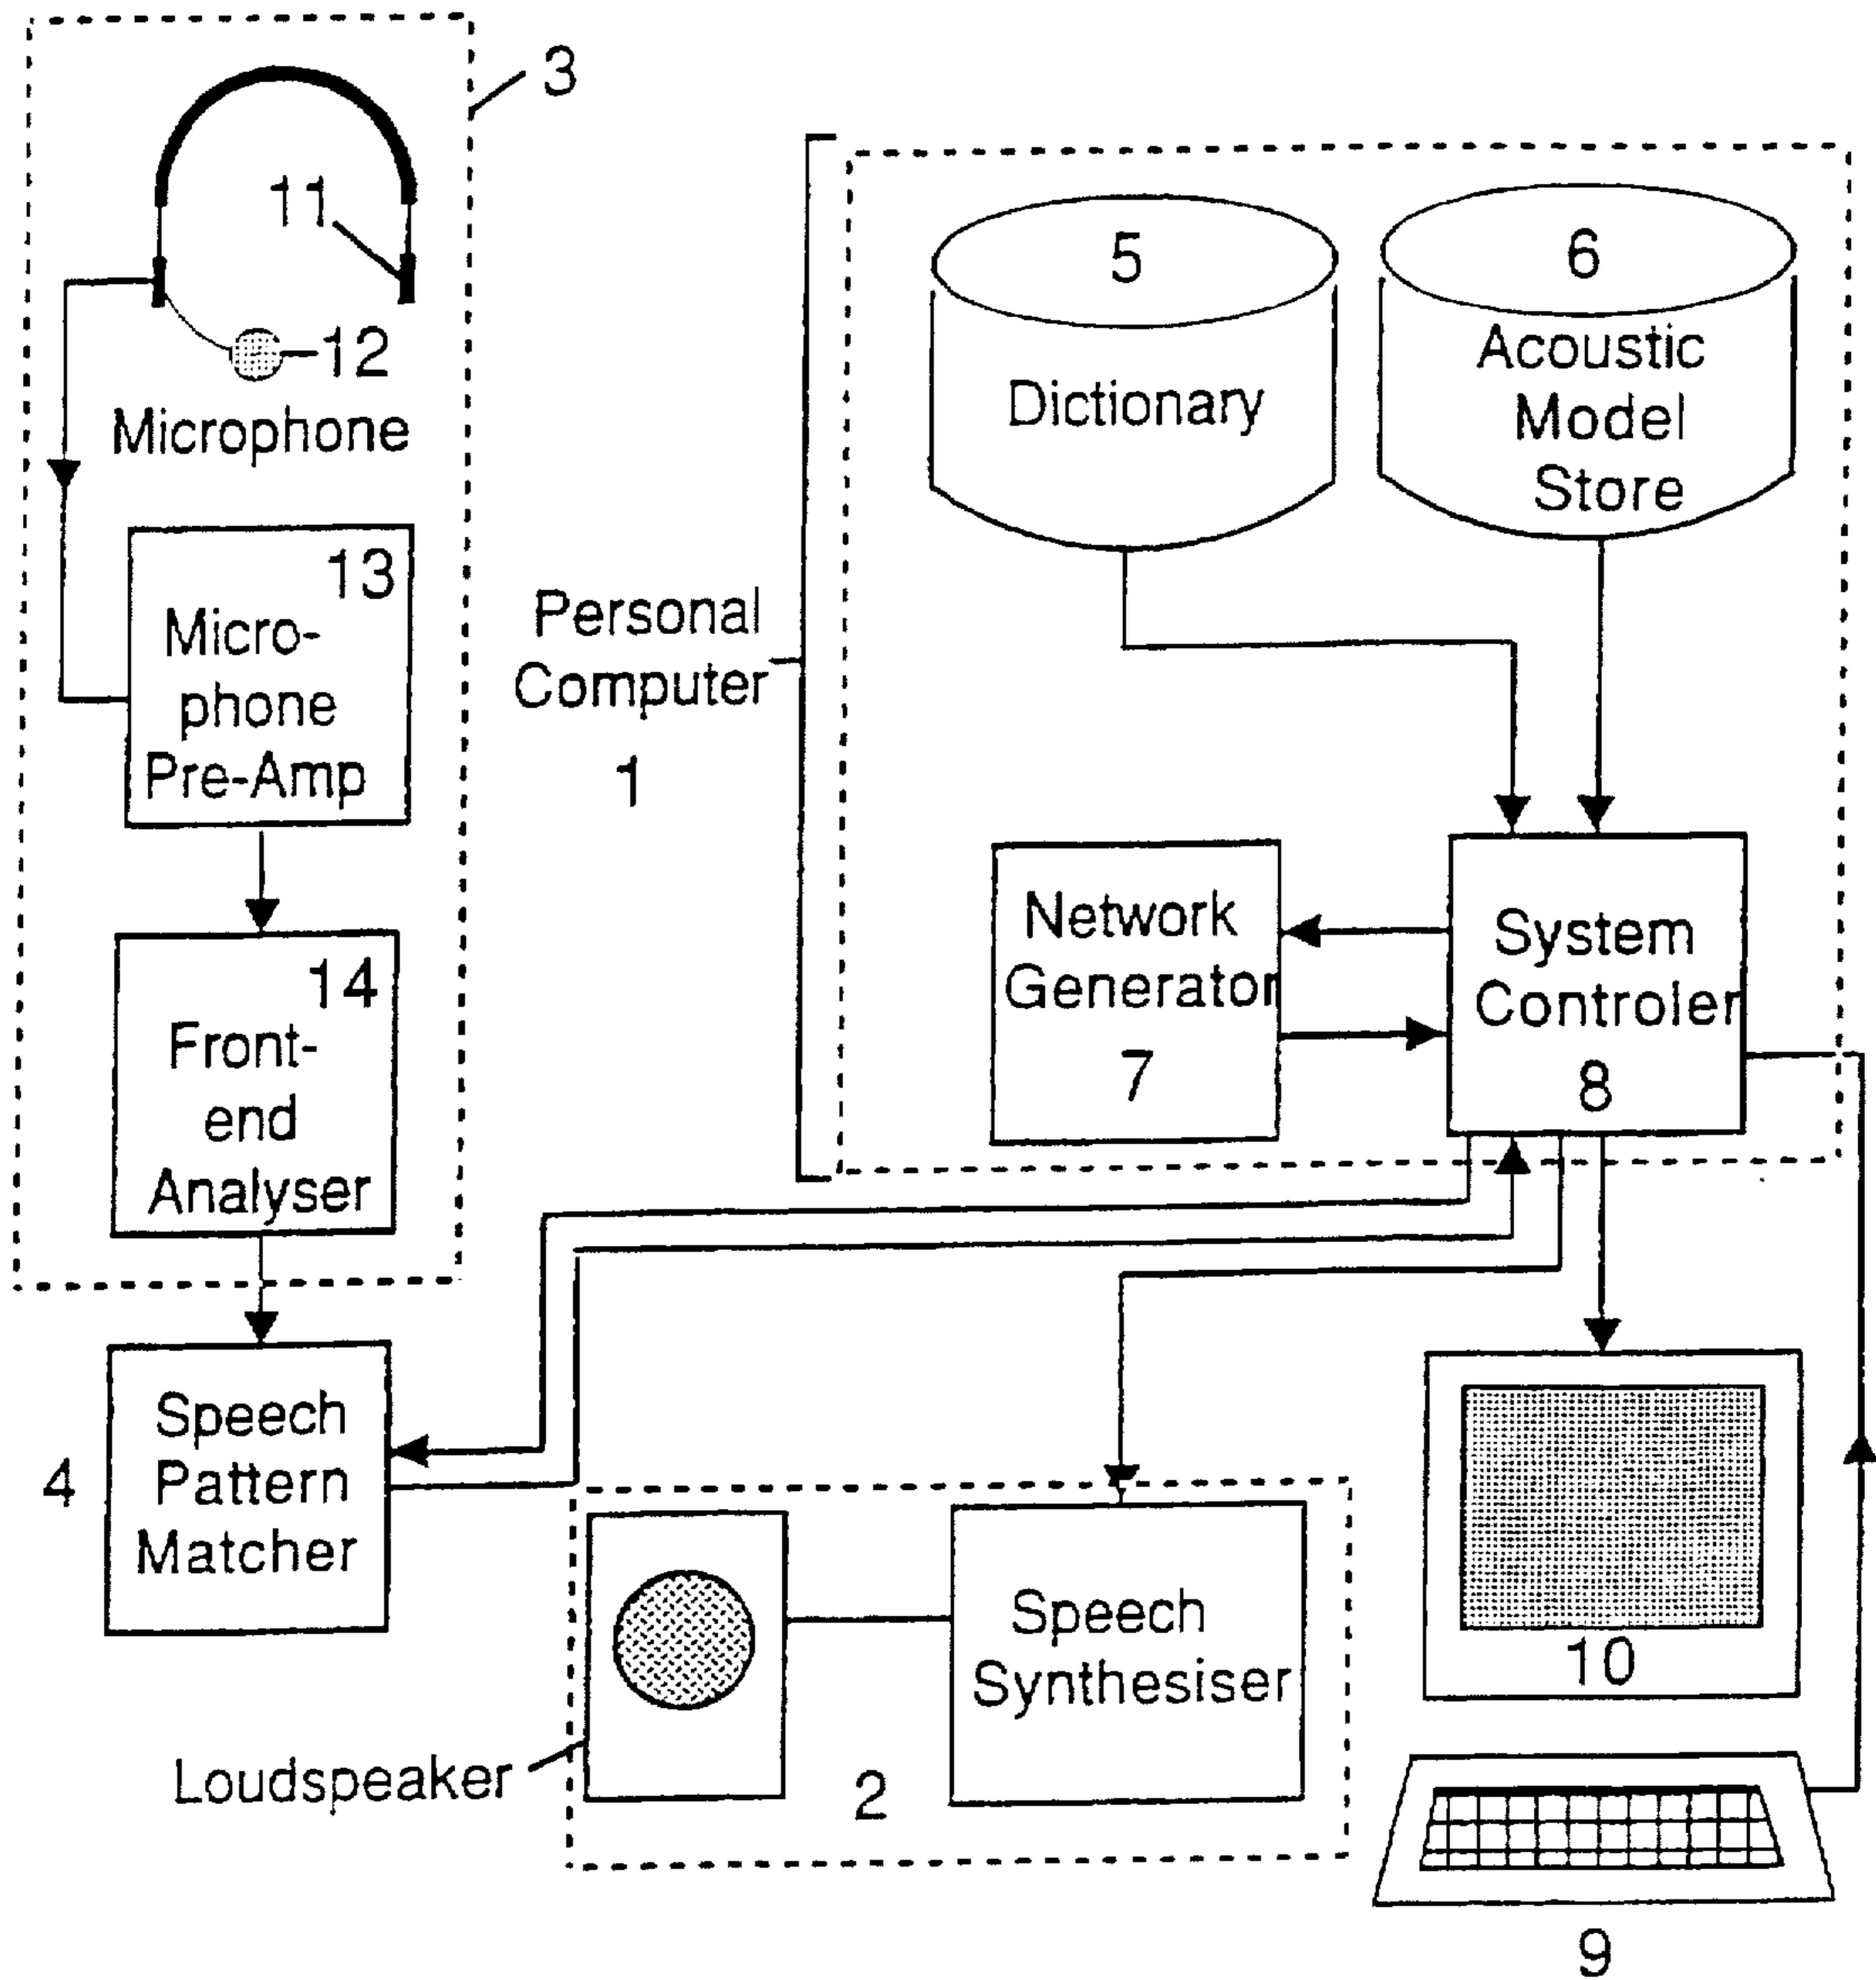 3
11
12
Microphone
13
Micro-
phone
Pre-Amp
14
Front-
end
Analyser
4
Speech
Pattern
Matcher
Personal
Computer
1
5
Dictionary
6
Acoustic
Model
Store
Network
Generator
7
System
Controler
8
Loudspeaker
2
Speech
Synthesiser
10
9